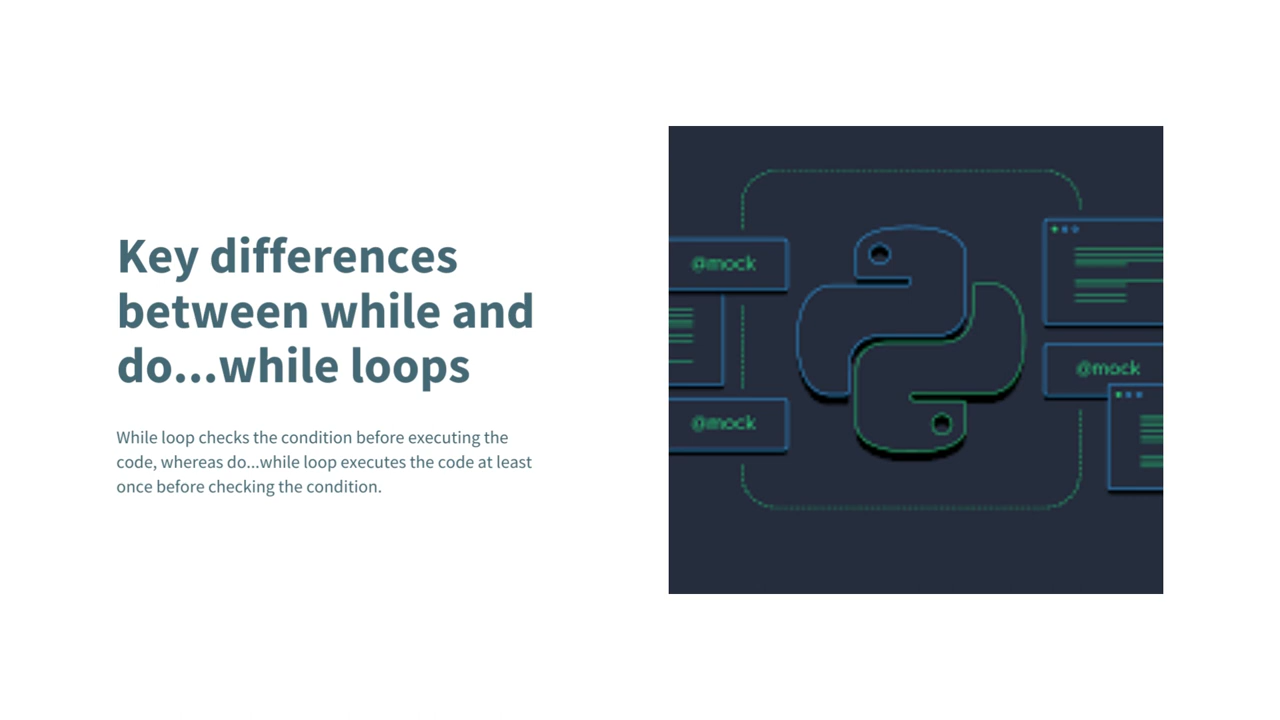 Key differences
between while and
do...while loops
While loop checks the condition before executing the
code, whereas do...while loop executes the code at least
once before checking the condition.
@mock
@mock
@mock
@mock